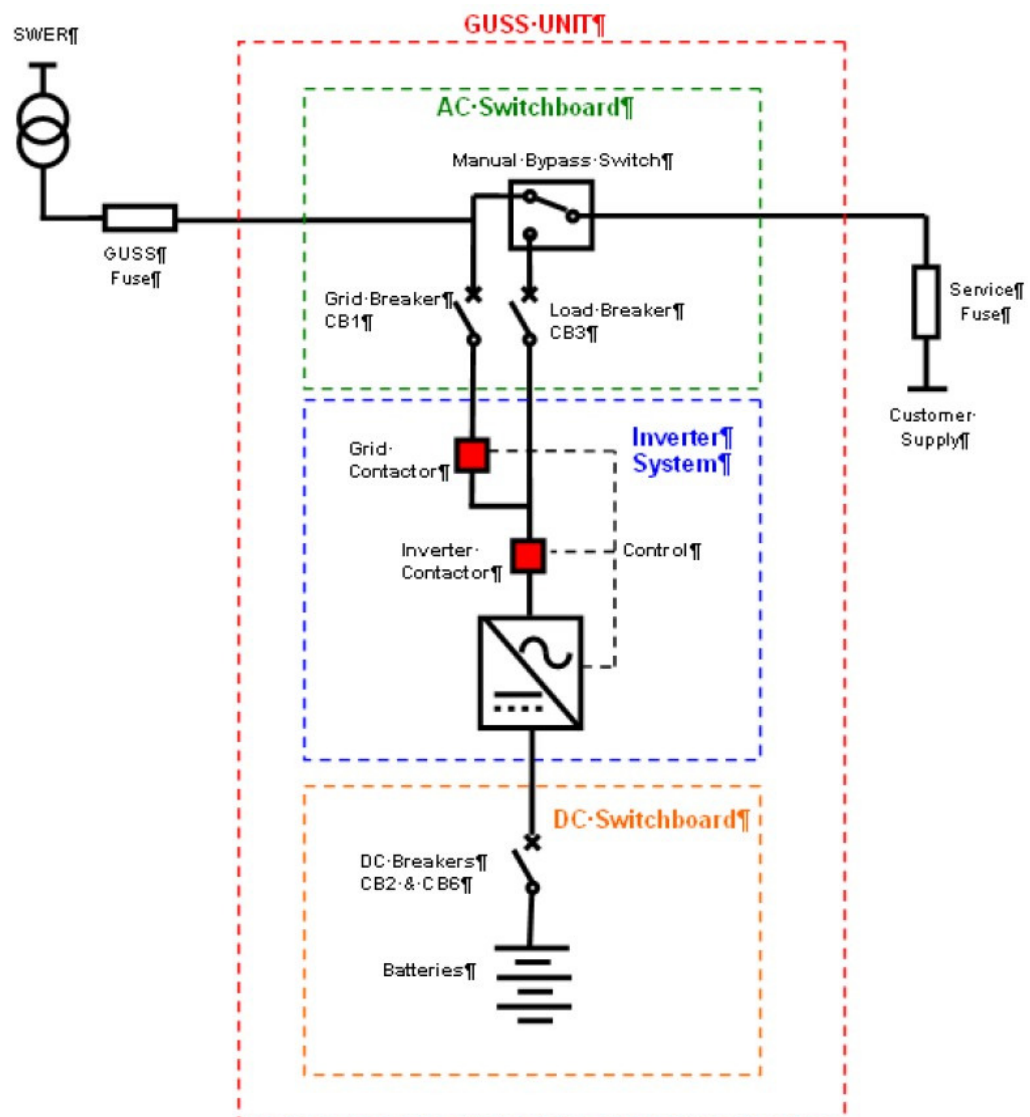 GUSS·UNIT¶
SWER¶
AC·Switchboard¶
Manual·Bypass·Switch¶
GUSS¶
Fuse¶
Grid·Breaker¶
CB1¶
Load·Breaker¶
CB3¶
Service¶
Fuse¶
Customer·
Supply¶
Inverter¶
System¶
Grid·
Contactor¶
Inverter·
Contactor¶
Control¶
DC·Switchboard¶
DC·Breakers¶
CB2·&·CB6¶
Batteries¶